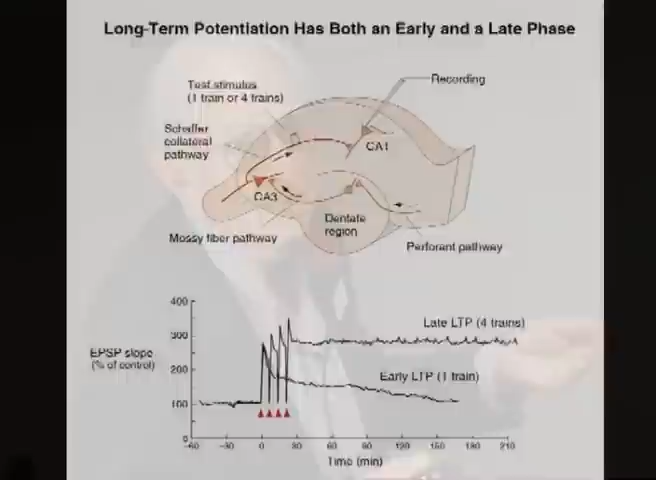 Long-Term Potentiation Has Both an Early and a Late Phase
Test stimulus
(1 train or 4 trains)
Recording
Schaffer
collateral
pathway
CA1
CA3
Dentate
region
Mossy fiber pathway
Perforant pathway
400
300
200
100
0
EPSP slope
(% of control)
Late LTP (4 trains)
Early LTP (1 train)
-60 -30 0 30 60 90 120 150 180 210
Time (min)